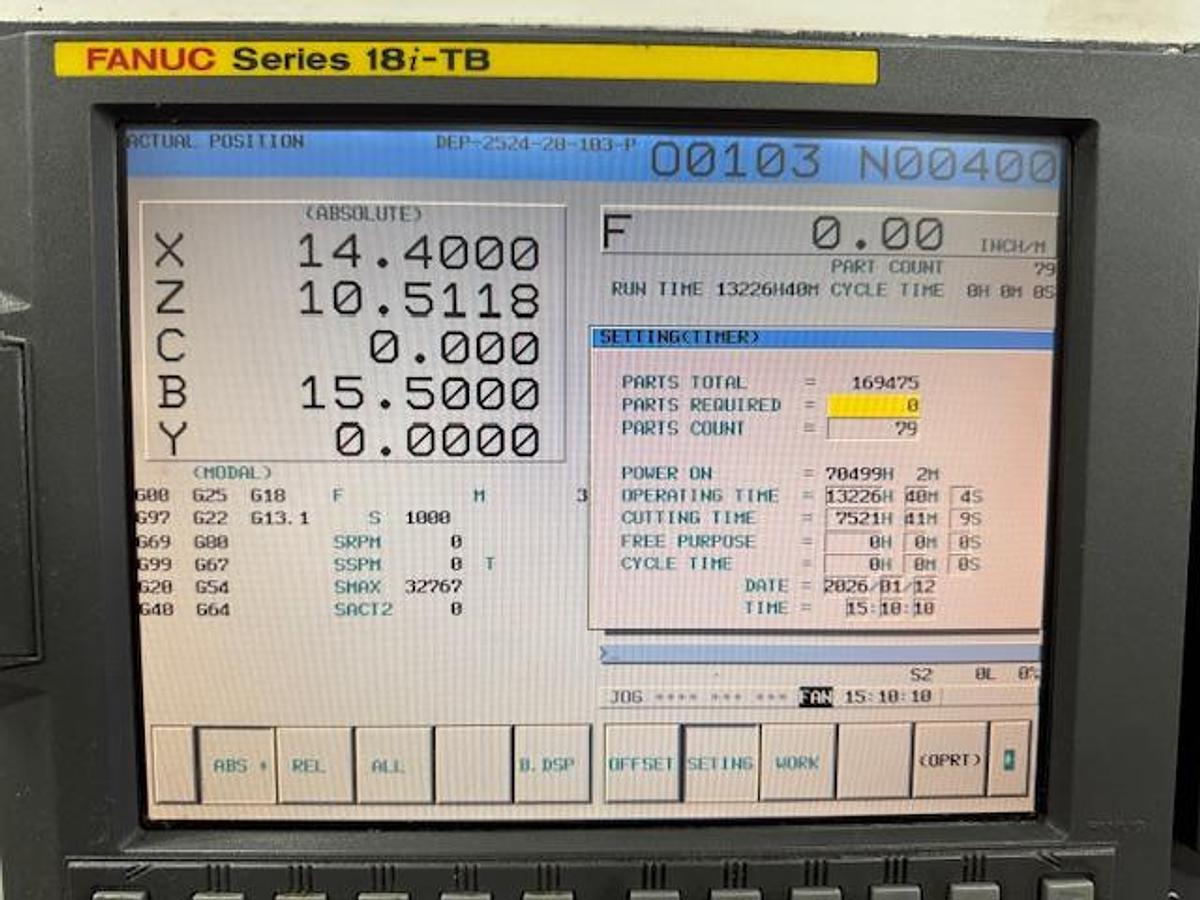 FANUC Series 18i-TB
ACTUAL POSITION DEP-2524-20-103-P O0103 N00400
(ABSOLUTE)
X 14.4000
Z 10.5118
C 0.000
B 15.5000
Y 0.0000
F 0.00 INCH/M
PART COUNT 79
RUN TIME 13226H40M CYCLE TIME 0H 0M 0S
(MODAL)
G00 G25 G18 F M 3
G97 G22 G13.1 S 1000
G69 G80 SRPM 0
G99 G67 SSPM 0 T
G20 G54 SMAX 32767
G40 G64 SACT2 0
SETTING(TIMER)
PARTS TOTAL = 169475
PARTS REQUIRED = 0
PARTS COUNT = 79
POWER ON = 70499H 2M
OPERATING TIME = 13226H 40M 4S
CUTTING TIME = 7521H 41M 9S
FREE PURPOSE = 0H 0M 0S
CYCLE TIME = 0H 0M 0S
DATE = 2026/01/12
TIME = 15:10:10
>_
S2 0L 0%
JOG **** *** *** FAN 15:10:10
ABS REL ALL B.DSP OFFSET SETING WORK (OPRT)